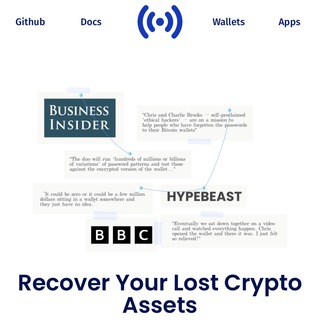 Github Docs Wallets Apps
BUSINESS
INSIDER
"Chris and Charlie Brooks — self-proclaimed
'ethical hackers' — are on a mission to
help people who have forgotten the passwords
to their Bitcoin wallets"
"The duo will run 'hundreds of millions or billions
of variations' of password patterns and test those
against the encrypted version of the wallet..."
"It could be zero or it could be a few million
dollars sitting in a wallet somewhere and
they just have no idea."
HYPEBEAST
BBC
"Eventually we sat down together on a video
call and watched everything happen. Chris
opened the wallet and there it was. I just felt
so relieved!"
Recover Your Lost Crypto
Assets